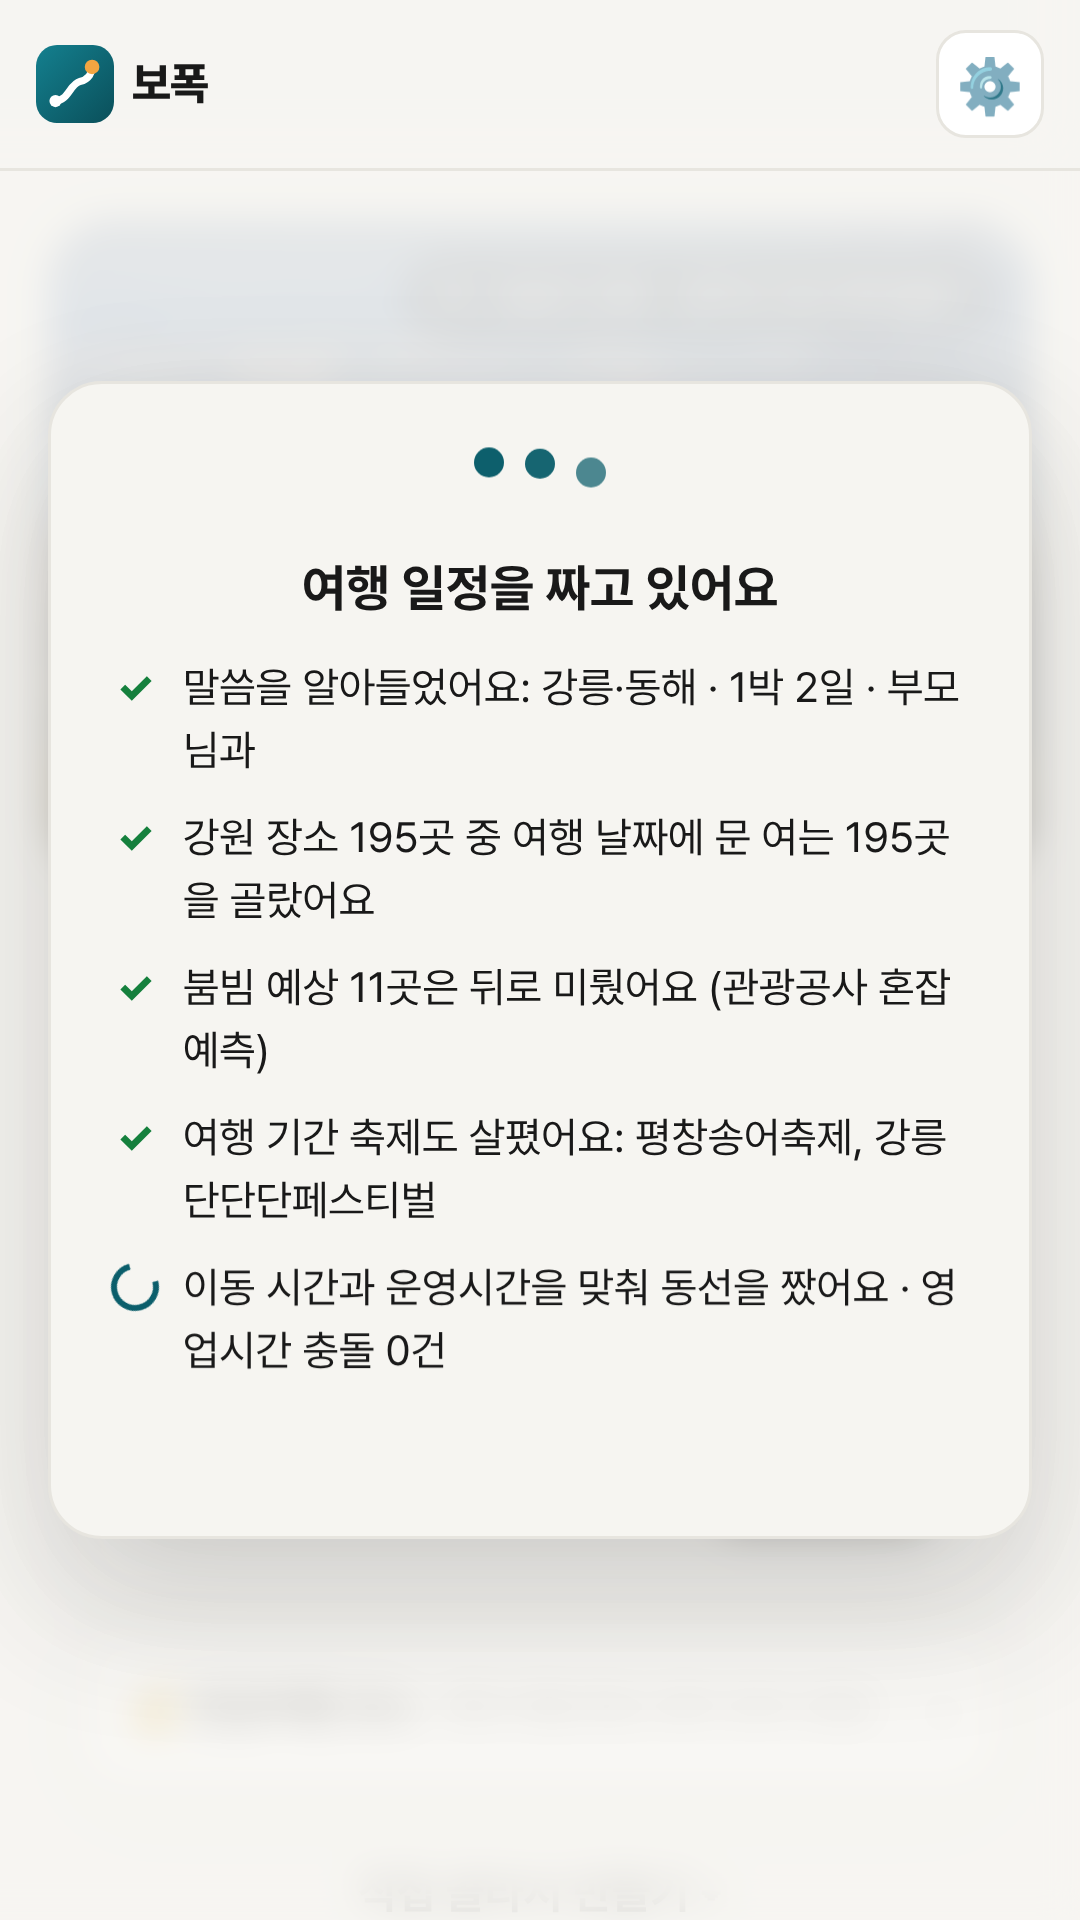 보폭
여행 일정을 짜고 있어요
말씀을 알아들었어요: 강릉·동해 · 1박 2일 · 부모
님과
강원 장소 195곳 중 여행 날짜에 문 여는 195곳
을 골랐어요
붐빔 예상 11곳은 뒤로 미뤘어요 (관광공사 혼잡
예측)
여행 기간 축제도 살폈어요: 평창송어축제, 강릉
단단단페스티벌
이동 시간과 운영시간을 맞춰 동선을 짰어요 · 영
업시간 충돌 0건